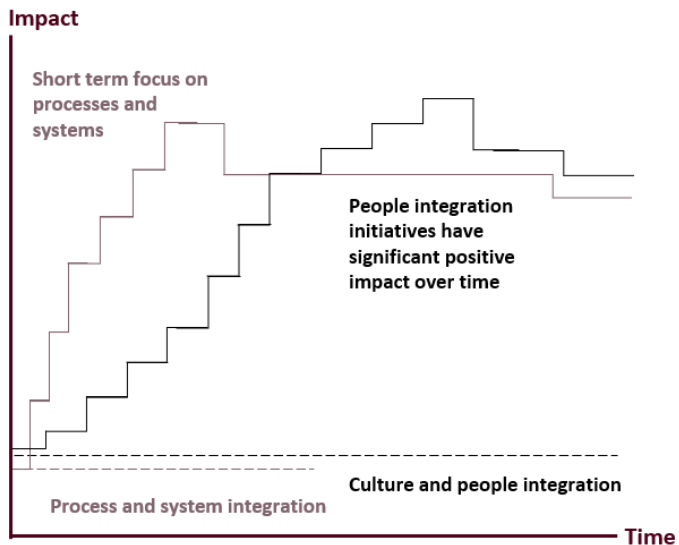 Impact
Short term focus on
processes and
systems
People integration
initiatives have
significant positive
impact over time
Culture and people integration
Process and system integration
Time